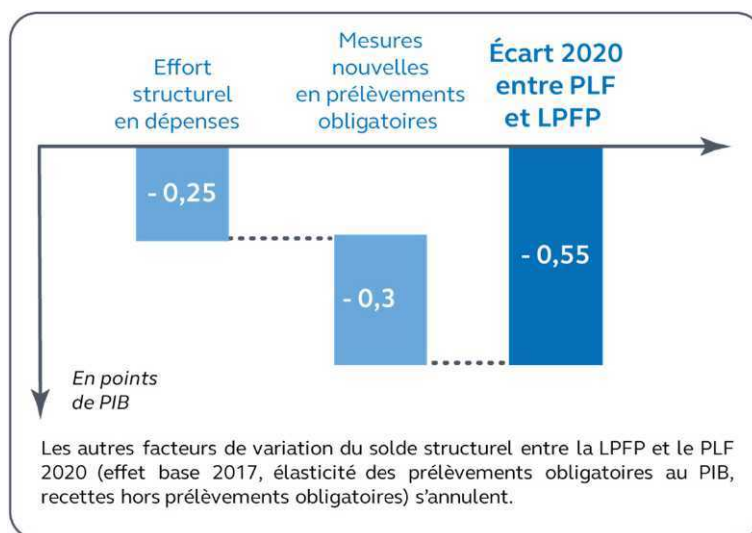 Effort
structurel
en dépenses
Mesures
nouvelles
en prélèvements
obligatoires
Écart 2020
entre PLF
et LPFP
- 0,25
- 0,3
- 0,55
En points
de PIB
Les autres facteurs de variation du solde structurel entre la LPFP et le PLF
2020 (effet base 2017, élasticité des prélèvements obligatoires au PIB,
recettes hors prélèvements obligatoires) s’annulent.